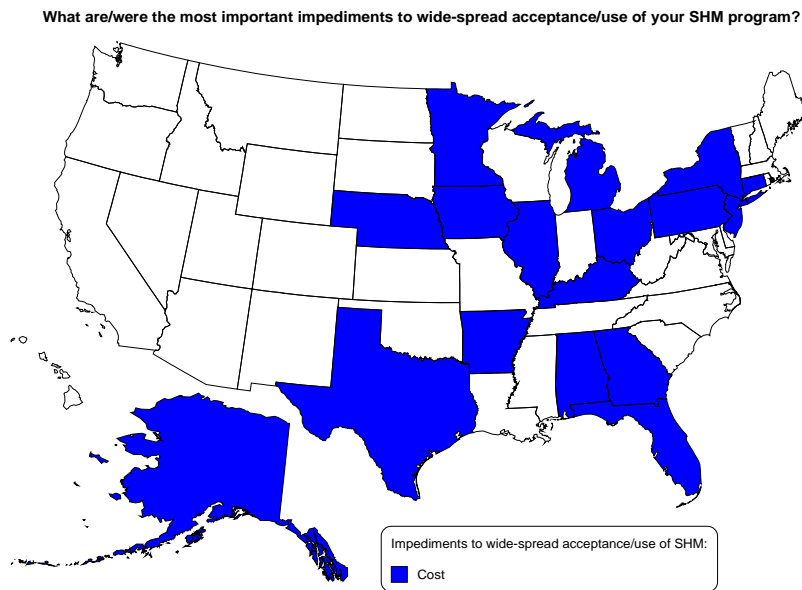 What are/were the most important impediments to wide-spread acceptance/use of your SHM program?
Impediments to wide-spread acceptance/use of SHM:
Cost